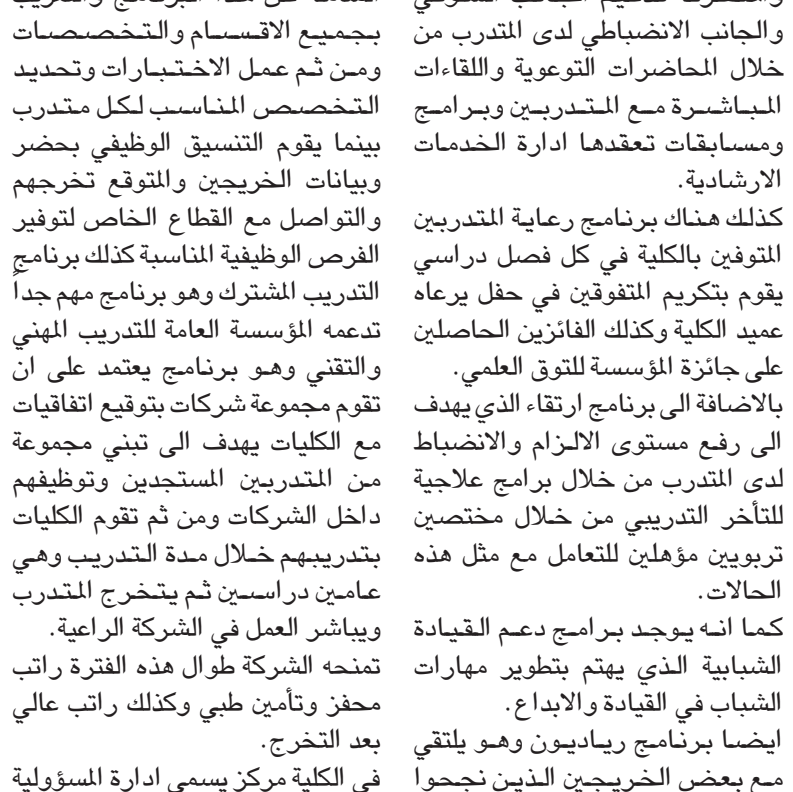 والجانب الانضباطي لدى المتدرب من
خلال المحاضرات التوعوية واللقاءات
المباشرة مع المتدربين وبرامج
ومسابقات تعقدها ادارة الخدمات
الارشادية.
كذلك هناك برنامج رعاية المتدربين
المتوفين بالكلية في كل فصل دراسي
يقوم بتكريم المتفوقين في حفل يرعاه
عميد الكلية وكذلك الفائزين الحاصلين
على جائزة المؤسسة للتوق العلمي.
بالاضافة الى برنامج ارتقاء الذي يهدف
الى رفع مستوى الالزام والانضباط
لدى المتدرب من خلال برامج علاجية
للتأخر التدريبي من خلال مختصين
تربويين مؤهلين للتعامل مع مثل هذه
الحالات.
كما انه يوجد برامج دعم القيادة
الشبابية الذي يهتم بتطوير مهارات
الشباب في القيادة والابداع.
ايضا برنامج رياديون وهو يلتقي
مع بعض الخريجين الذين نجحوا
بجميع الاقسام والتخصصات
ومن ثم عمل الاختبارات وتحديد
التخصص المناسب لكل متدرب
بينما يقوم التنسيق الوظيفي بحضر
وبيانات الخريجين والمتوقع تخرجهم
والتواصل مع القطاع الخاص لتوفير
الفرص الوظيفية المناسبة كذلك برنامج
التدريب المشترك وهو برنامج مهم جداً
تدعمه المؤسسة العامة للتدريب المهني
والتقني وهو برنامج يعتمد على ان
تقوم مجموعة شركات بتوقيع اتفاقيات
مع الكليات يهدف الى تبني مجموعة
من المتدربين المستجدين وتوظيفهم
داخل الشركات ومن ثم تقوم الكليات
بتدريبهم خلال مدة التدريب وهي
عامين دراسين ثم يتخرج المتدرب
ويباشر العمل في الشركة الراعية.
تمنحه الشركة طوال هذه الفترة راتب
محفز وتأمين طبي وكذلك راتب عالي
بعد التخرج.
في الكلية مركز يسمى ادارة المسؤولية